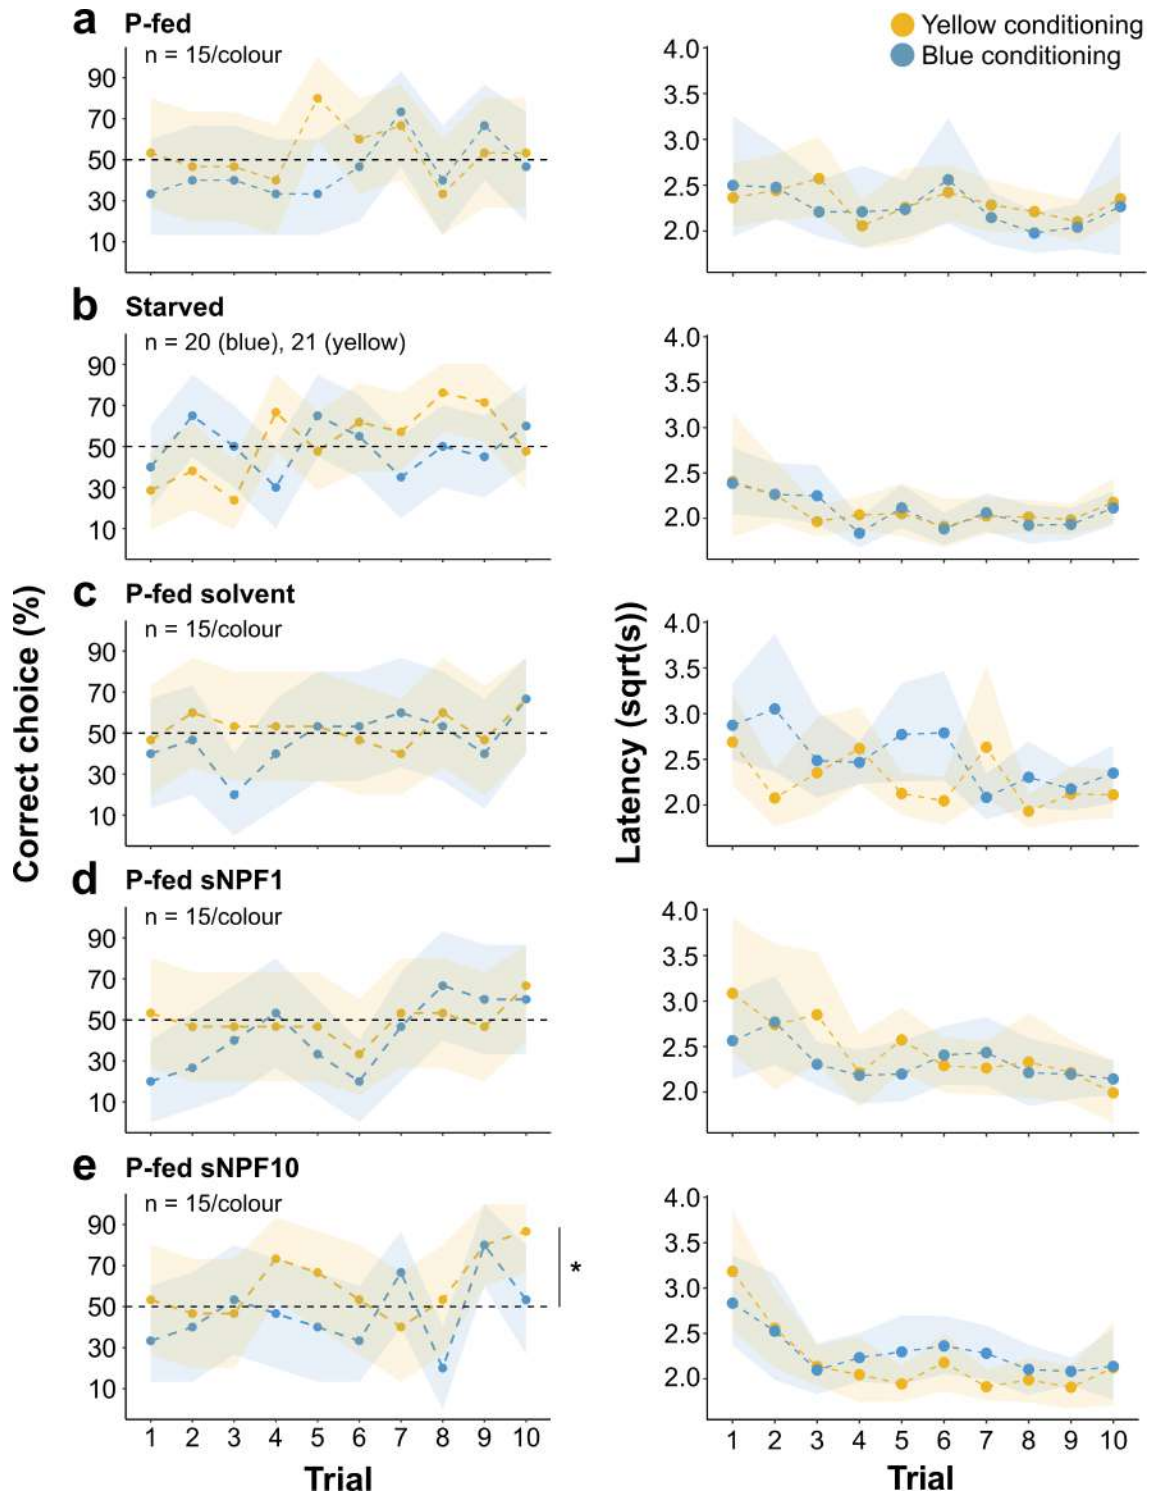 a P-fed
n = 15/colour
90
70
50
30
10
4.0
3.5
3.0
2.5
2.0
Yellow conditioning
Blue conditioning
b Starved
n = 20 (blue), 21 (yellow)
90
70
50
30
10
4.0
3.5
3.0
2.5
2.0
c P-fed solvent
n = 15/colour
90
70
50
30
10
4.0
3.5
3.0
2.5
2.0
Correct choice (%)
Latency (sqrt(s))
d P-fed sNPF1
n = 15/colour
90
70
50
30
10
4.0
3.5
3.0
2.5
2.0
e P-fed sNPF10
n = 15/colour
90
70
50
30
10
*
4.0
3.5
3.0
2.5
2.0
1 2 3 4 5 6 7 8 9 10
Trial
1 2 3 4 5 6 7 8 9 10
Trial